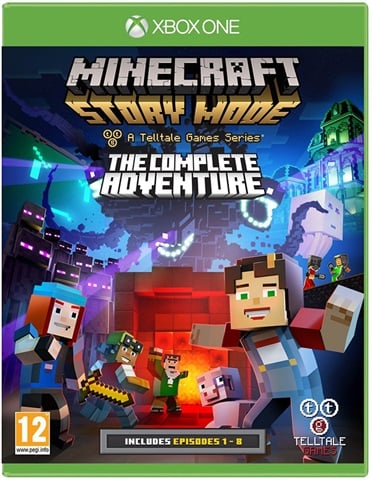 XBOX ONE
MINECRAFT
STORY MODE
A Telltale Games Series
THE COMPLETE
ADVENTURE
12
www.pegi.info
INCLUDES EPISODES 1 - 8
TELLTALE
GAMES